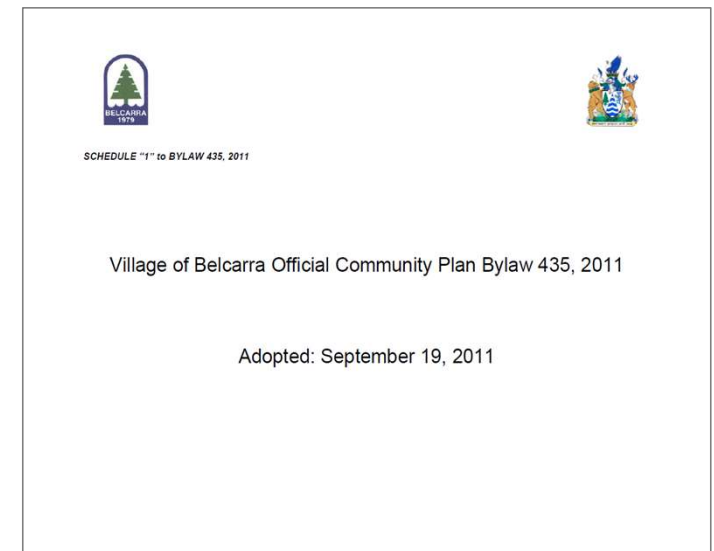 BELCARRA
1979
SCHEDULE "1" to BYLAW 435, 2011
Village of Belcarra Official Community Plan Bylaw 435, 2011
Adopted: September 19, 2011